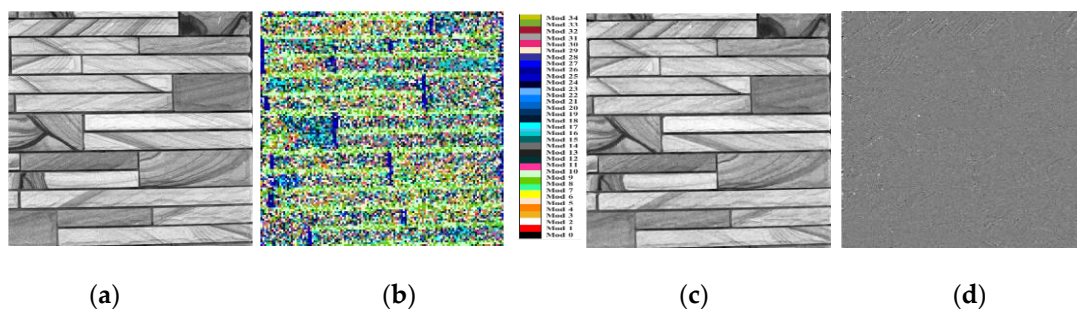 Mod 34
Mod 33
Mod 32
Mod 31
Mod 30
Mod 29
Mod 28
Mod 27
Mod 26
Mod 25
Mod 24
Mod 23
Mod 22
Mod 21
Mod 20
Mod 19
Mod 18
Mod 17
Mod 16
Mod 15
Mod 14
Mod 13
Mod 12
Mod 11
Mod 10
Mod 9
Mod 8
Mod 7
Mod 6
Mod 5
Mod 4
Mod 3
Mod 2
Mod 1
Mod 0
(a) (b) (c) (d)